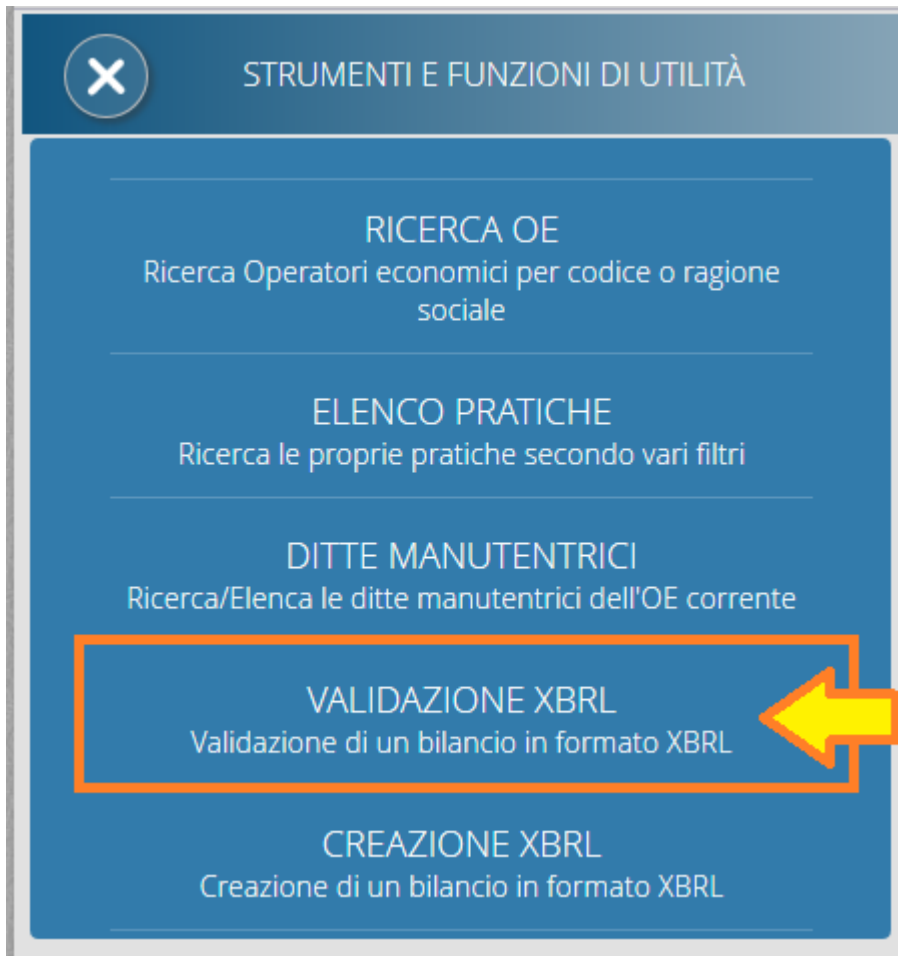 STRUMENTI E FUNZIONI DI UTILITÀ
RICERCA OE
Ricerca Operatori economici per codice o ragione
sociale
ELENCO PRATICHE
Ricerca le proprie pratiche secondo vari filtri
DITTE MANUTENTRICI
Ricerca/Elenca le ditte manutentrici dell'OE corrente
VALIDAZIONE XBRL
Validazione di un bilancio in formato XBRL
CREAZIONE XBRL
Creazione di un bilancio in formato XBRL